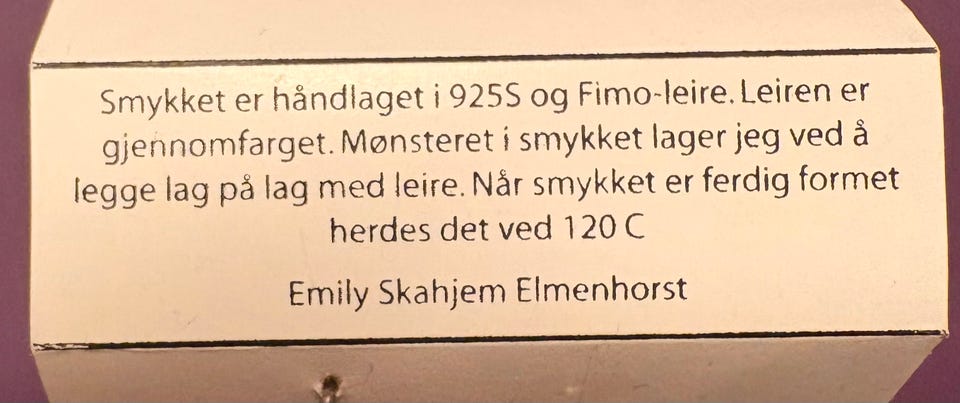 Smykket er håndlaget i 925S og Fimo-leire. Leiren er
gjennomfarget. Mønsteret i smykket lager jeg ved å
legge lag på lag med leire. Når smykket er ferdig formet
herdes det ved 120 C
Emily Skahjem Elmenhorst